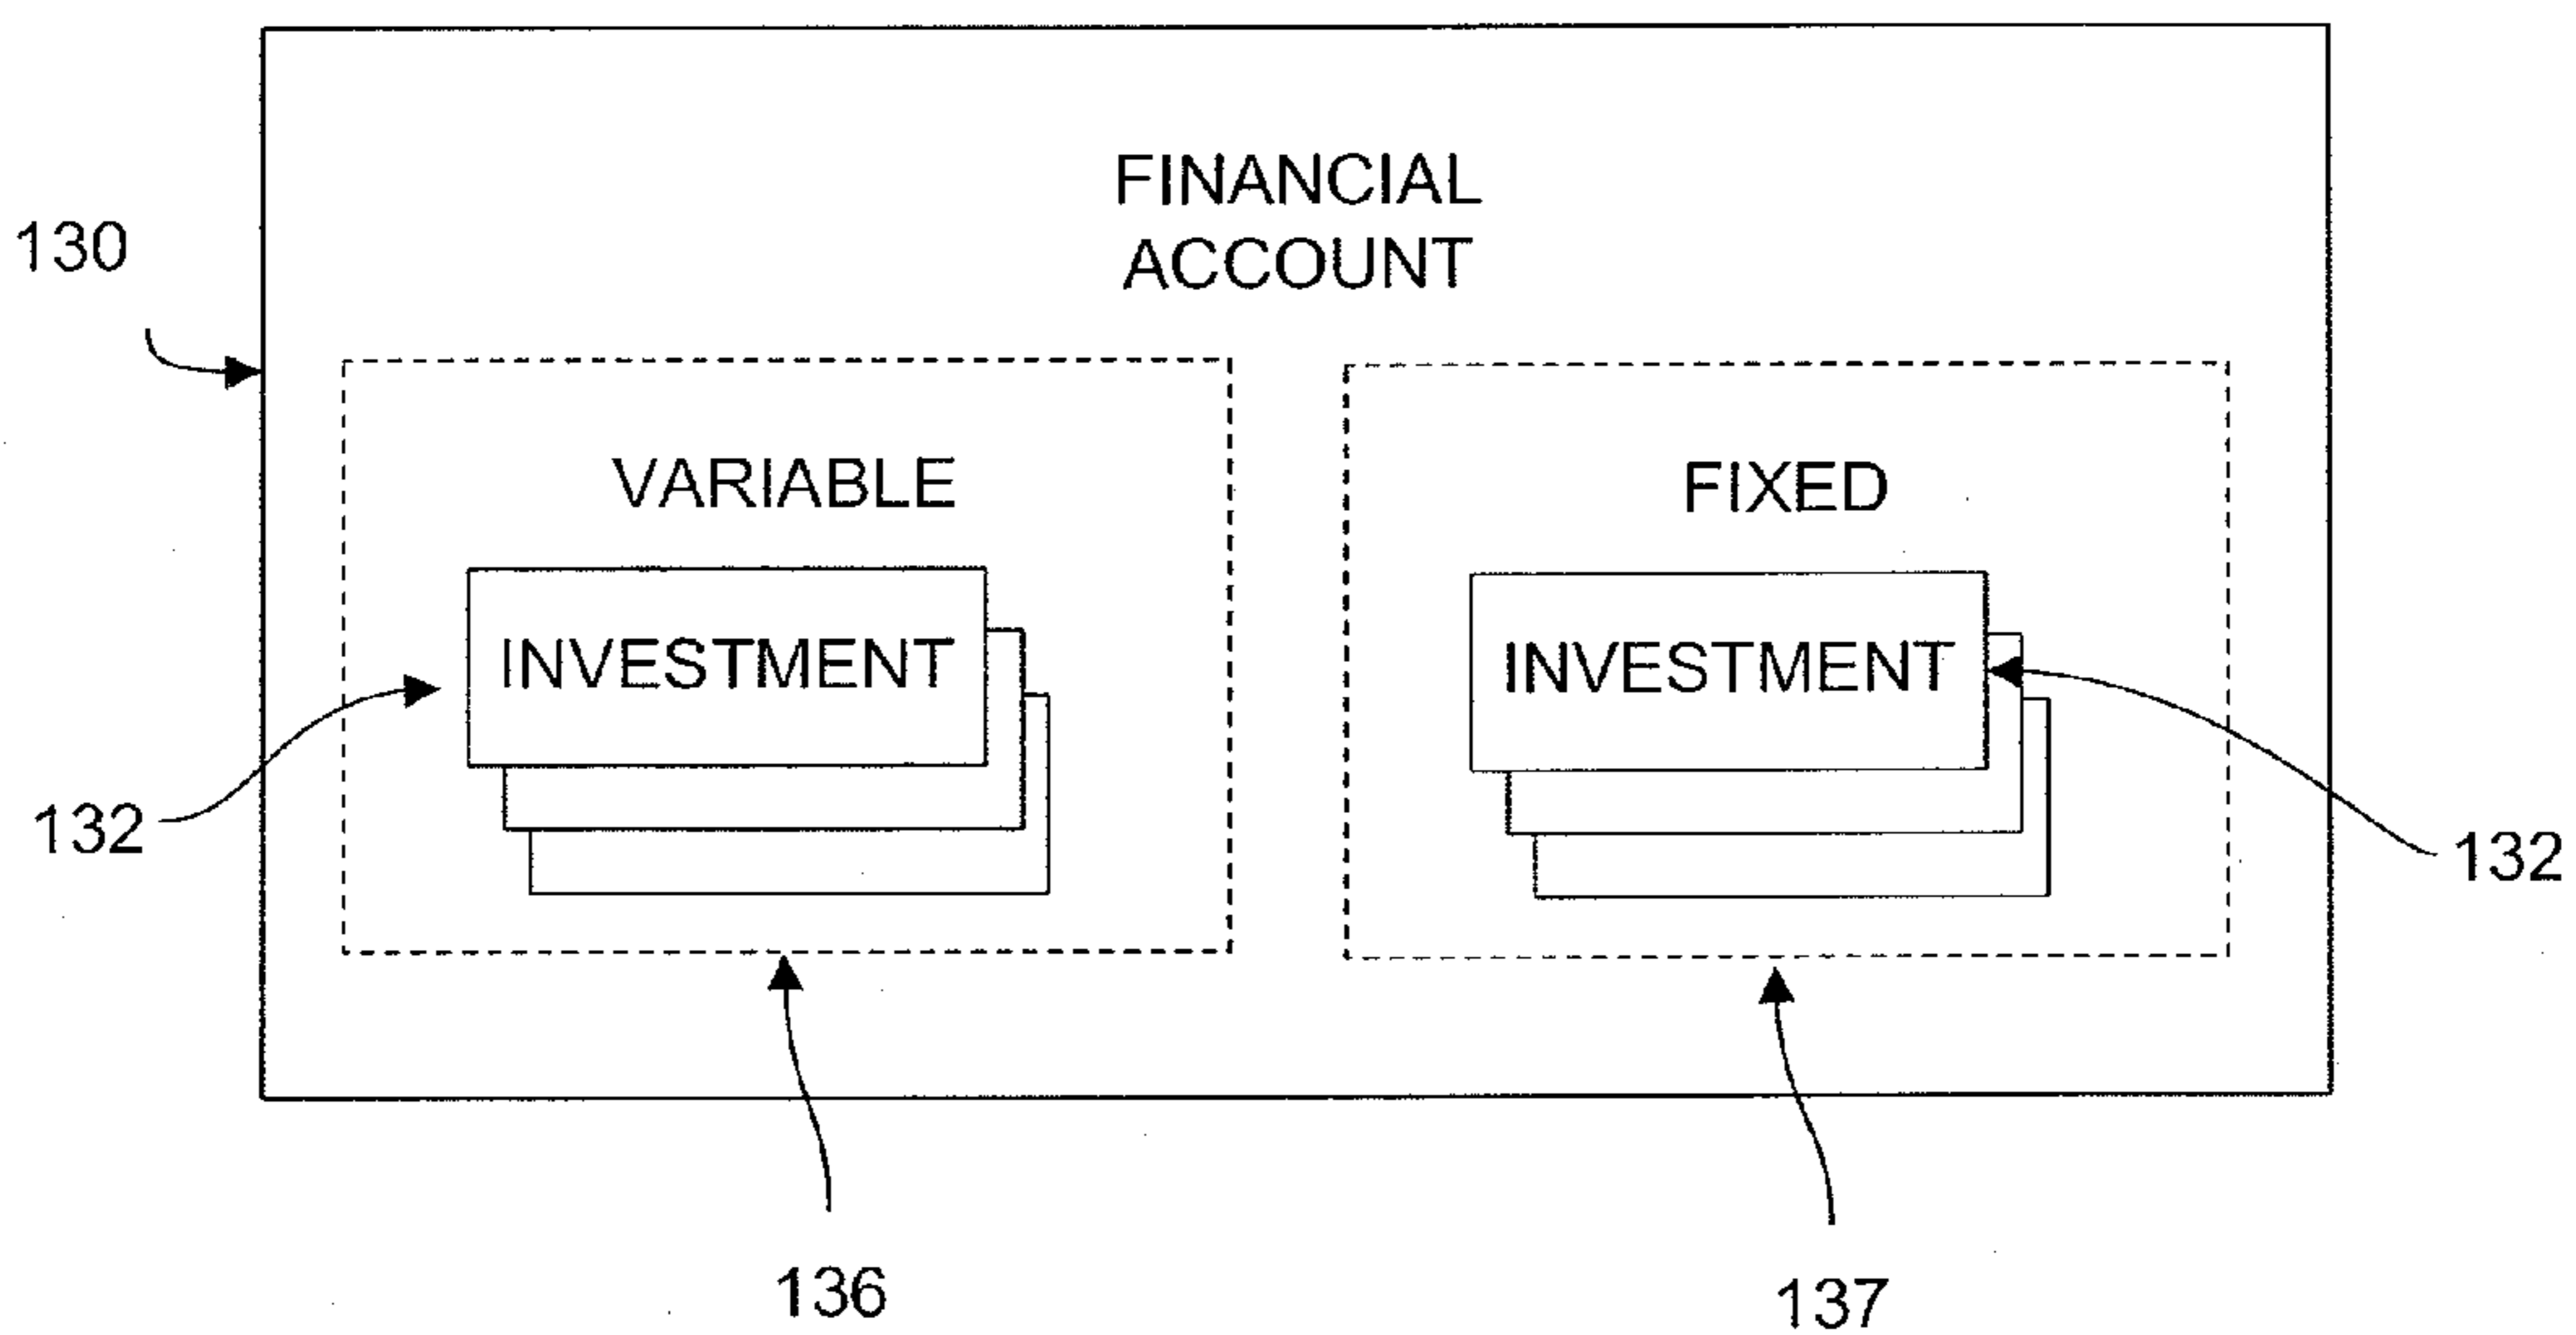 FINANCIAL
ACCOUNT
130
VARIABLE
FIXED
INVESTMENT
INVESTMENT
132
132
136
137